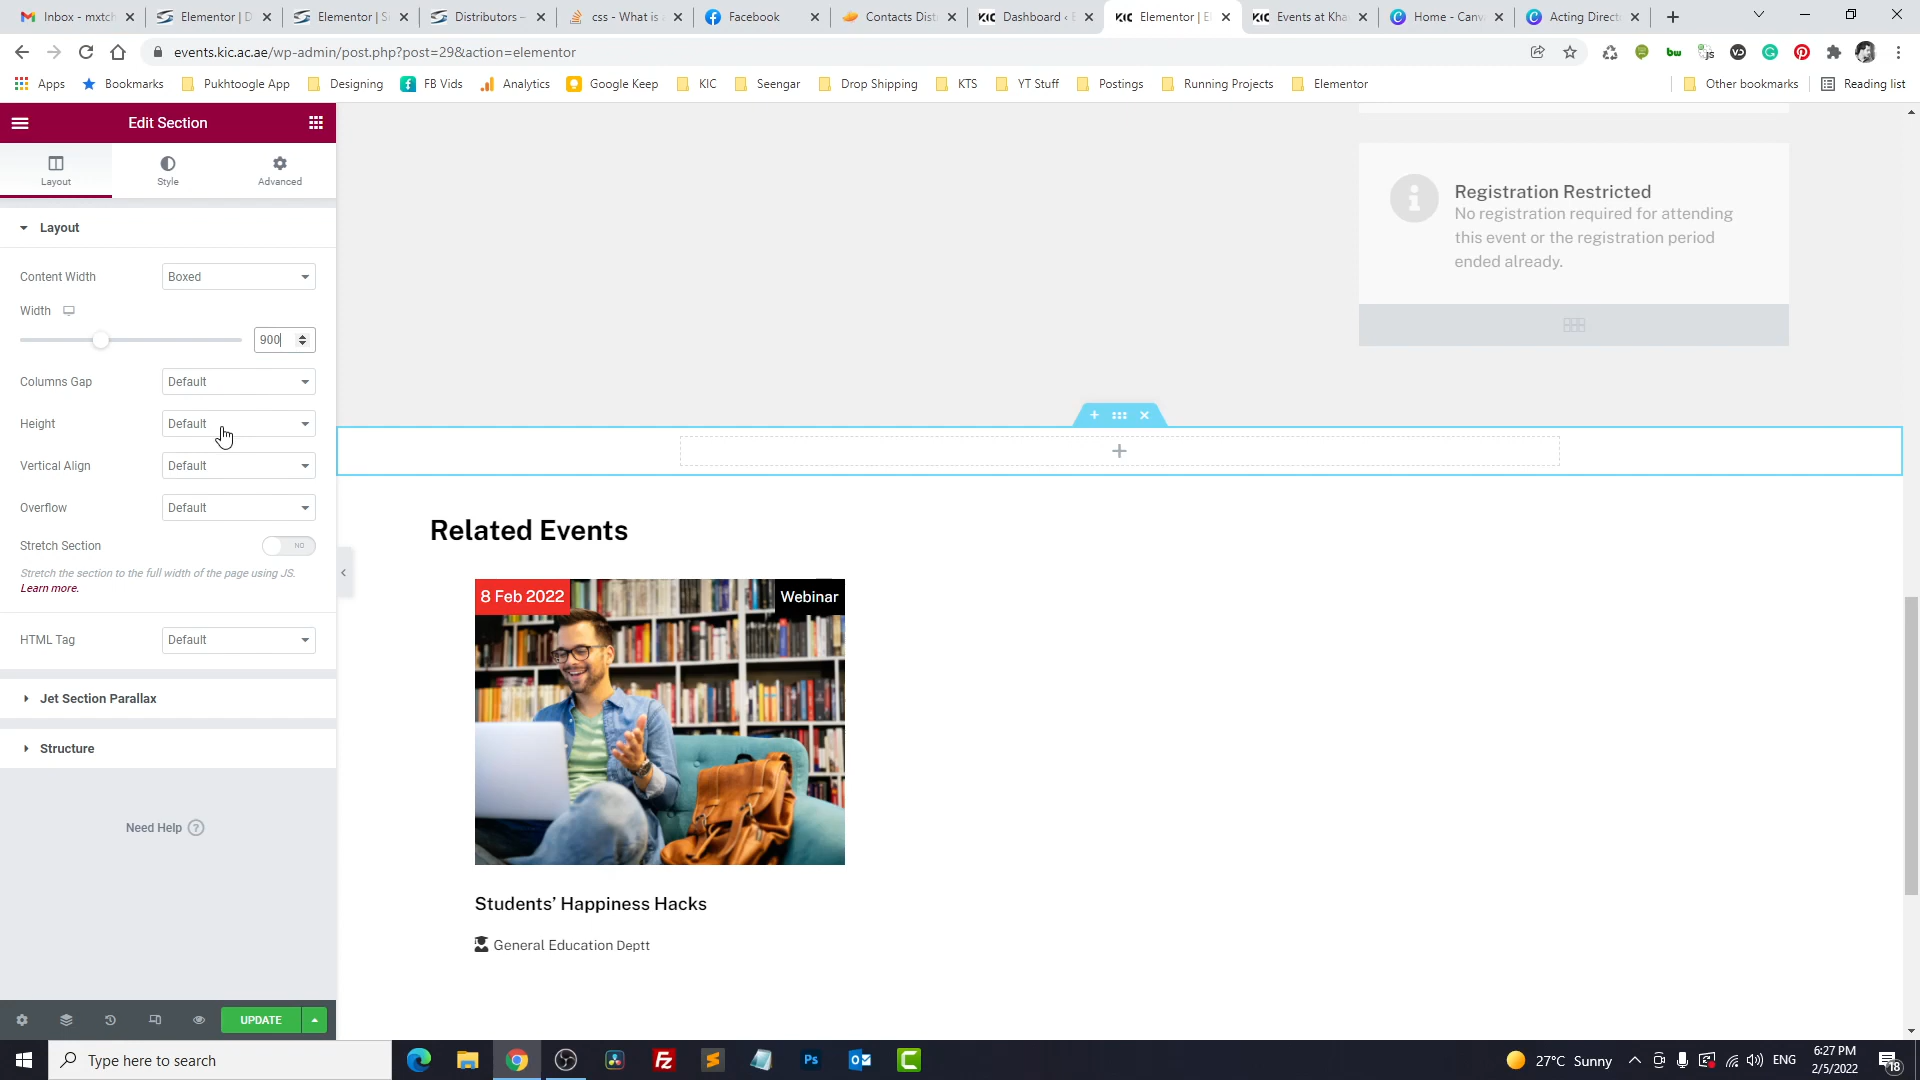 Inbox - mxtch
Elementor | D
Elementor | Si
Distributors –
css - What is
Facebook
Contacts Dist
Dashboard ‹ E
Elementor | E
Events at Kha
Home - Canv
Acting Direct
events.kic.ac.ae/wp-admin/post.php?post=29&action=elementor
Apps
Bookmarks
Pukhtoogle App
Designing
FB Vids
Analytics
Google Keep
KIC
Seengar
Drop Shipping
KTS
YT Stuff
Postings
Running Projects
Elementor
Other bookmarks
Reading list
Edit Section
Layout
Style
Advanced
Layout
Content Width
Boxed
Width
900
Columns Gap
Default
Height
Default
Vertical Align
Default
Overflow
Default
Stretch Section
NO
Stretch the section to the full width of the page using JS.
Learn more.
HTML Tag
Default
Jet Section Parallax
Structure
Need Help
UPDATE
Registration Restricted
No registration required for attending
this event or the registration period
ended already.
Related Events
8 Feb 2022
Webinar
Students’ Happiness Hacks
General Education Deptt
Type here to search
27°C Sunny
ENG
6:27 PM
2/5/2022
18